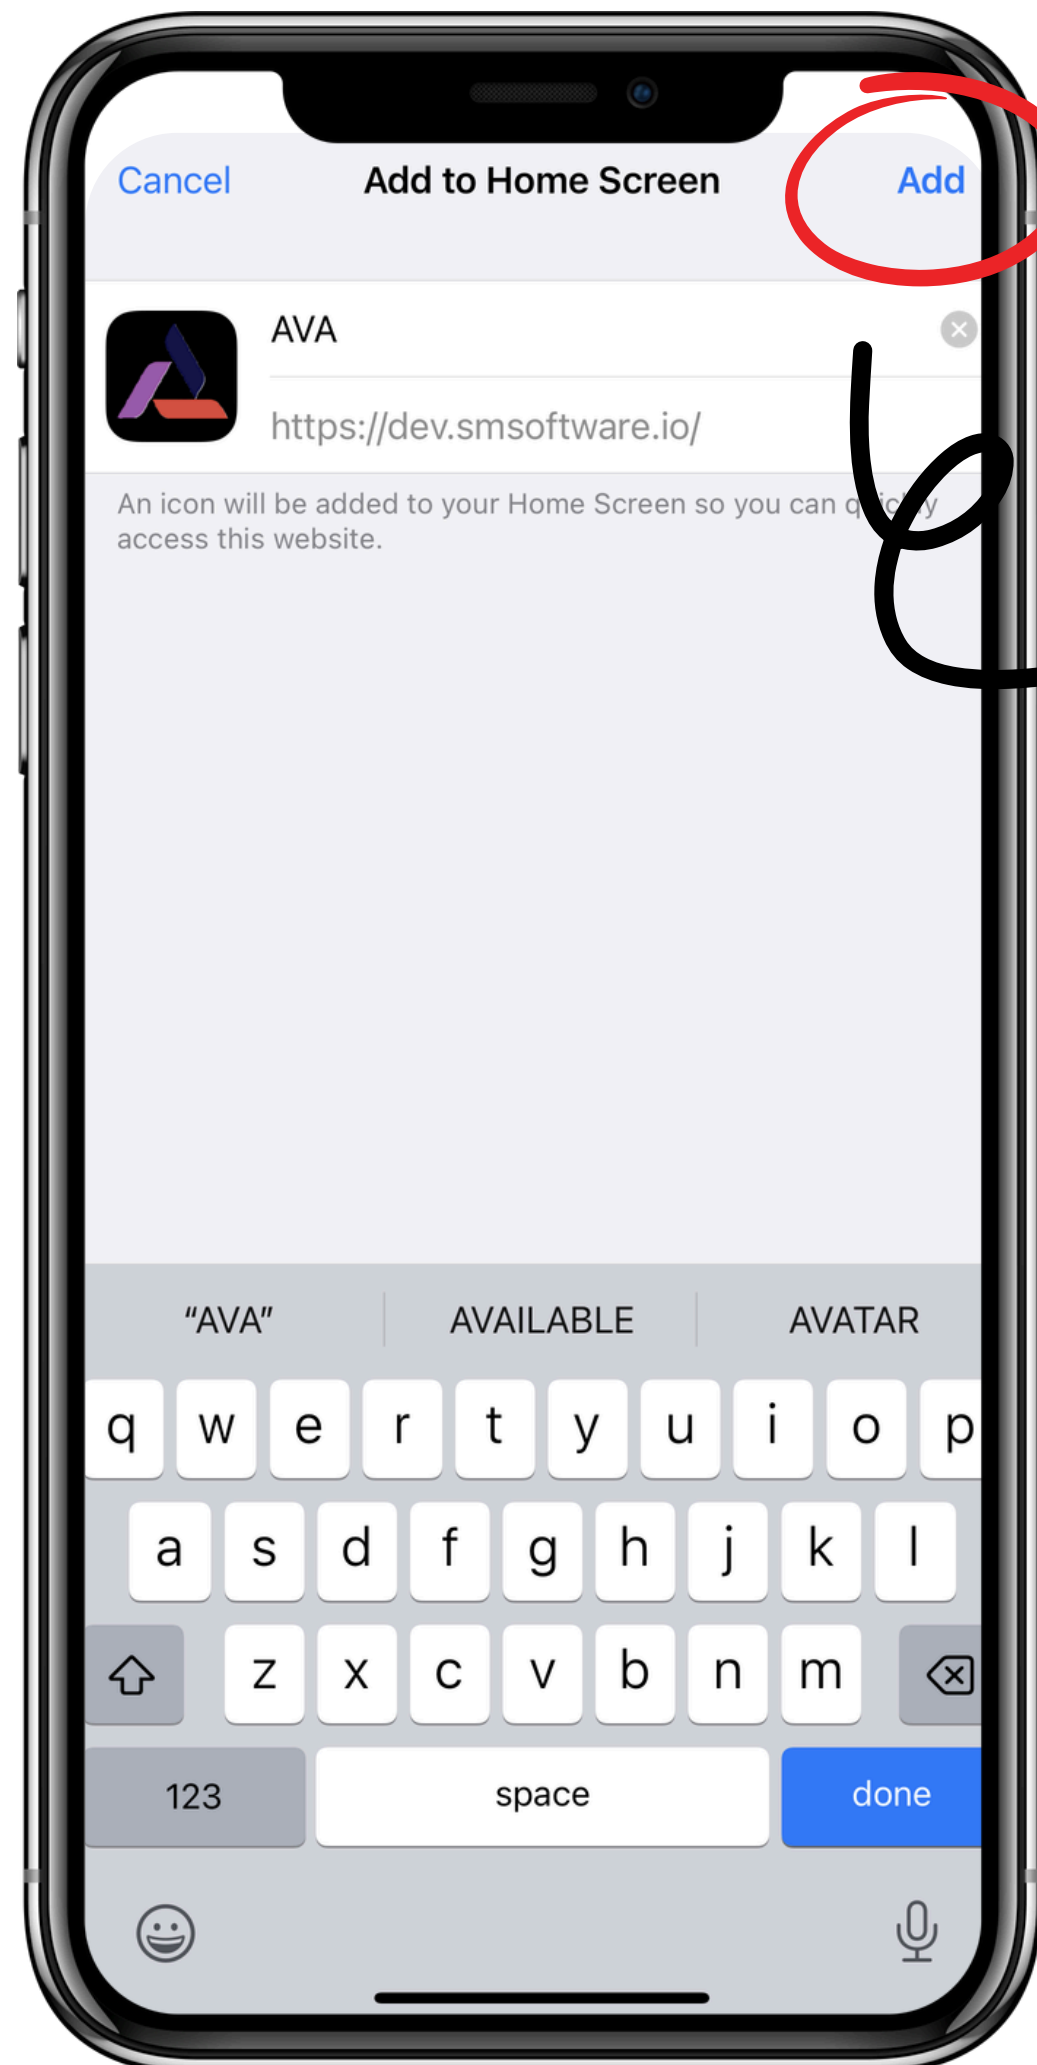 Cancel Add to Home Screen Add
AVA
https://dev.smsoftware.io/
An icon will be added to your Home Screen so you can quickly
access this website.
“AVA” AVAILABLE AVATAR
q w e r t y u i o p
a s d f g h j k l
z x c v b n m
123 space done